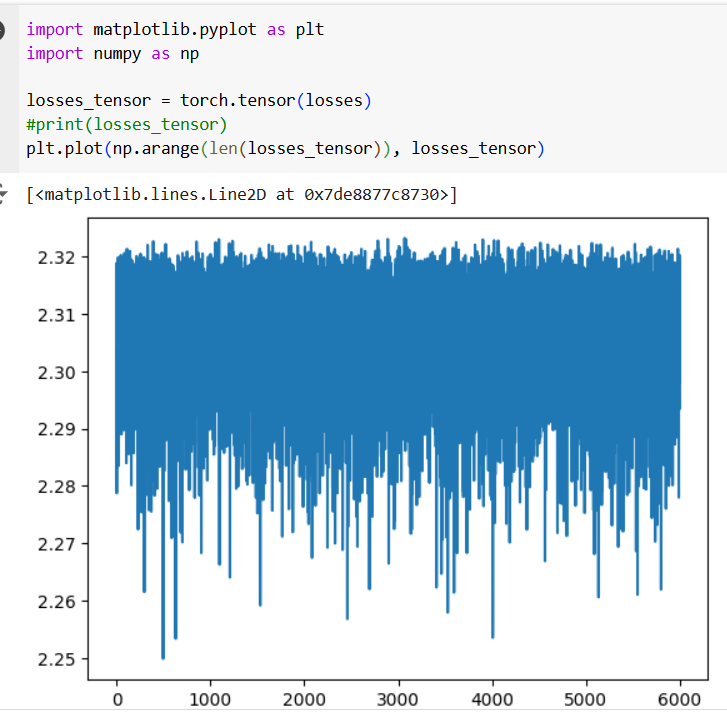 import matplotlib.pyplot as plt
import numpy as np
losses_tensor = torch.tensor(losses)
#print(losses_tensor)
plt.plot(np.arange(len(losses_tensor)), losses_tensor)
[<matplotlib.lines.Line2D at 0x7de8877c8730>]
2.32
2.31
2.30
2.29
2.28
2.27
2.26
2.25
0 1000 2000 3000 4000 5000 6000